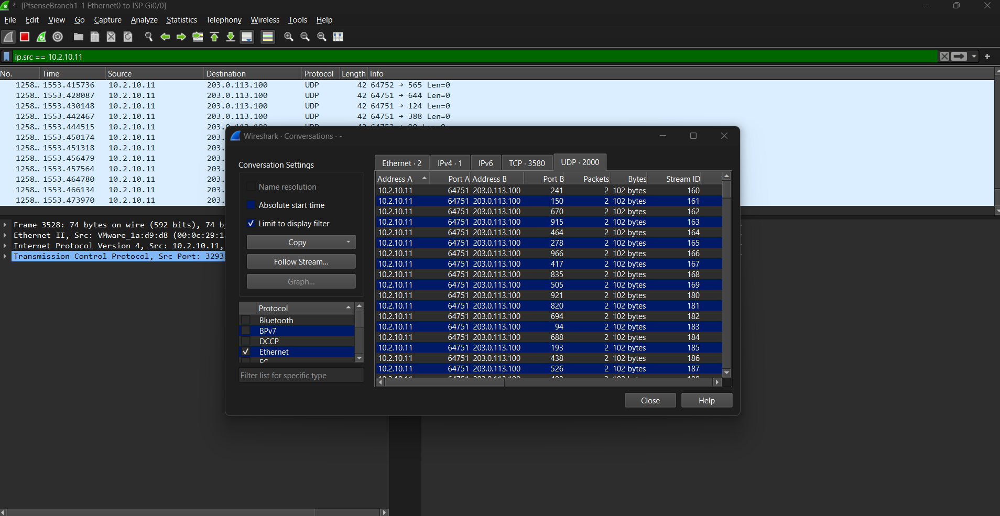 *- [PfsenseBranch1-1 Ethernet0 to ISP Gi0/0]
File Edit View Go Capture Analyze Statistics Telephony Wireless Tools Help
ip.src == 10.2.10.11
No. Time Source Destination Protocol Length Info
1258… 1553.415736 10.2.10.11 203.0.113.100 UDP 42 64752 → 565 Len=0
1258… 1553.428087 10.2.10.11 203.0.113.100 UDP 42 64751 → 644 Len=0
1258… 1553.430148 10.2.10.11 203.0.113.100 UDP 42 64751 → 124 Len=0
1258… 1553.442467 10.2.10.11 203.0.113.100 UDP 42 64751 → 388 Len=0
1258… 1553.444515 10.2.10.11 203.
1258… 1553.450174 10.2.10.11 203.
1258… 1553.451318 10.2.10.11 203.
1258… 1553.456479 10.2.10.11 203.
1258… 1553.457564 10.2.10.11 203.
1258… 1553.464780 10.2.10.11 203.
1258… 1553.466134 10.2.10.11 203.
1258… 1553.473970 10.2.10.11 203.
Frame 3528: 74 bytes on wire (592 bits), 74 b
Ethernet II, Src: VMware_1a:d9:d8 (00:0c:29:1
Internet Protocol Version 4, Src: 10.2.10.11,
Transmission Control Protocol, Src Port: 3293
Wireshark · Conversations · -
Conversation Settings
Name resolution
Absolute start time
Limit to display filter
Copy
Follow Stream...
Graph...
Protocol
Bluetooth
BPv7
DCCP
Ethernet
FC
Filter list for specific type
Ethernet · 2 IPv4 · 1 IPv6 TCP · 3580 UDP · 2000
Address A Port A Address B Port B Packets Bytes Stream ID
10.2.10.11 64751 203.0.113.100 241 2 102 bytes 160
10.2.10.11 64751 203.0.113.100 150 2 102 bytes 161
10.2.10.11 64751 203.0.113.100 670 2 102 bytes 162
10.2.10.11 64751 203.0.113.100 915 2 102 bytes 163
10.2.10.11 64751 203.0.113.100 464 2 102 bytes 164
10.2.10.11 64751 203.0.113.100 278 2 102 bytes 165
10.2.10.11 64751 203.0.113.100 966 2 102 bytes 166
10.2.10.11 64751 203.0.113.100 417 2 102 bytes 167
10.2.10.11 64751 203.0.113.100 835 2 102 bytes 168
10.2.10.11 64751 203.0.113.100 505 2 102 bytes 169
10.2.10.11 64751 203.0.113.100 921 2 102 bytes 180
10.2.10.11 64751 203.0.113.100 820 2 102 bytes 181
10.2.10.11 64751 203.0.113.100 694 2 102 bytes 182
10.2.10.11 64751 203.0.113.100 94 2 102 bytes 183
10.2.10.11 64751 203.0.113.100 688 2 102 bytes 184
10.2.10.11 64751 203.0.113.100 193 2 102 bytes 185
10.2.10.11 64751 203.0.113.100 438 2 102 bytes 186
10.2.10.11 64751 203.0.113.100 526 2 102 bytes 187
Close Help